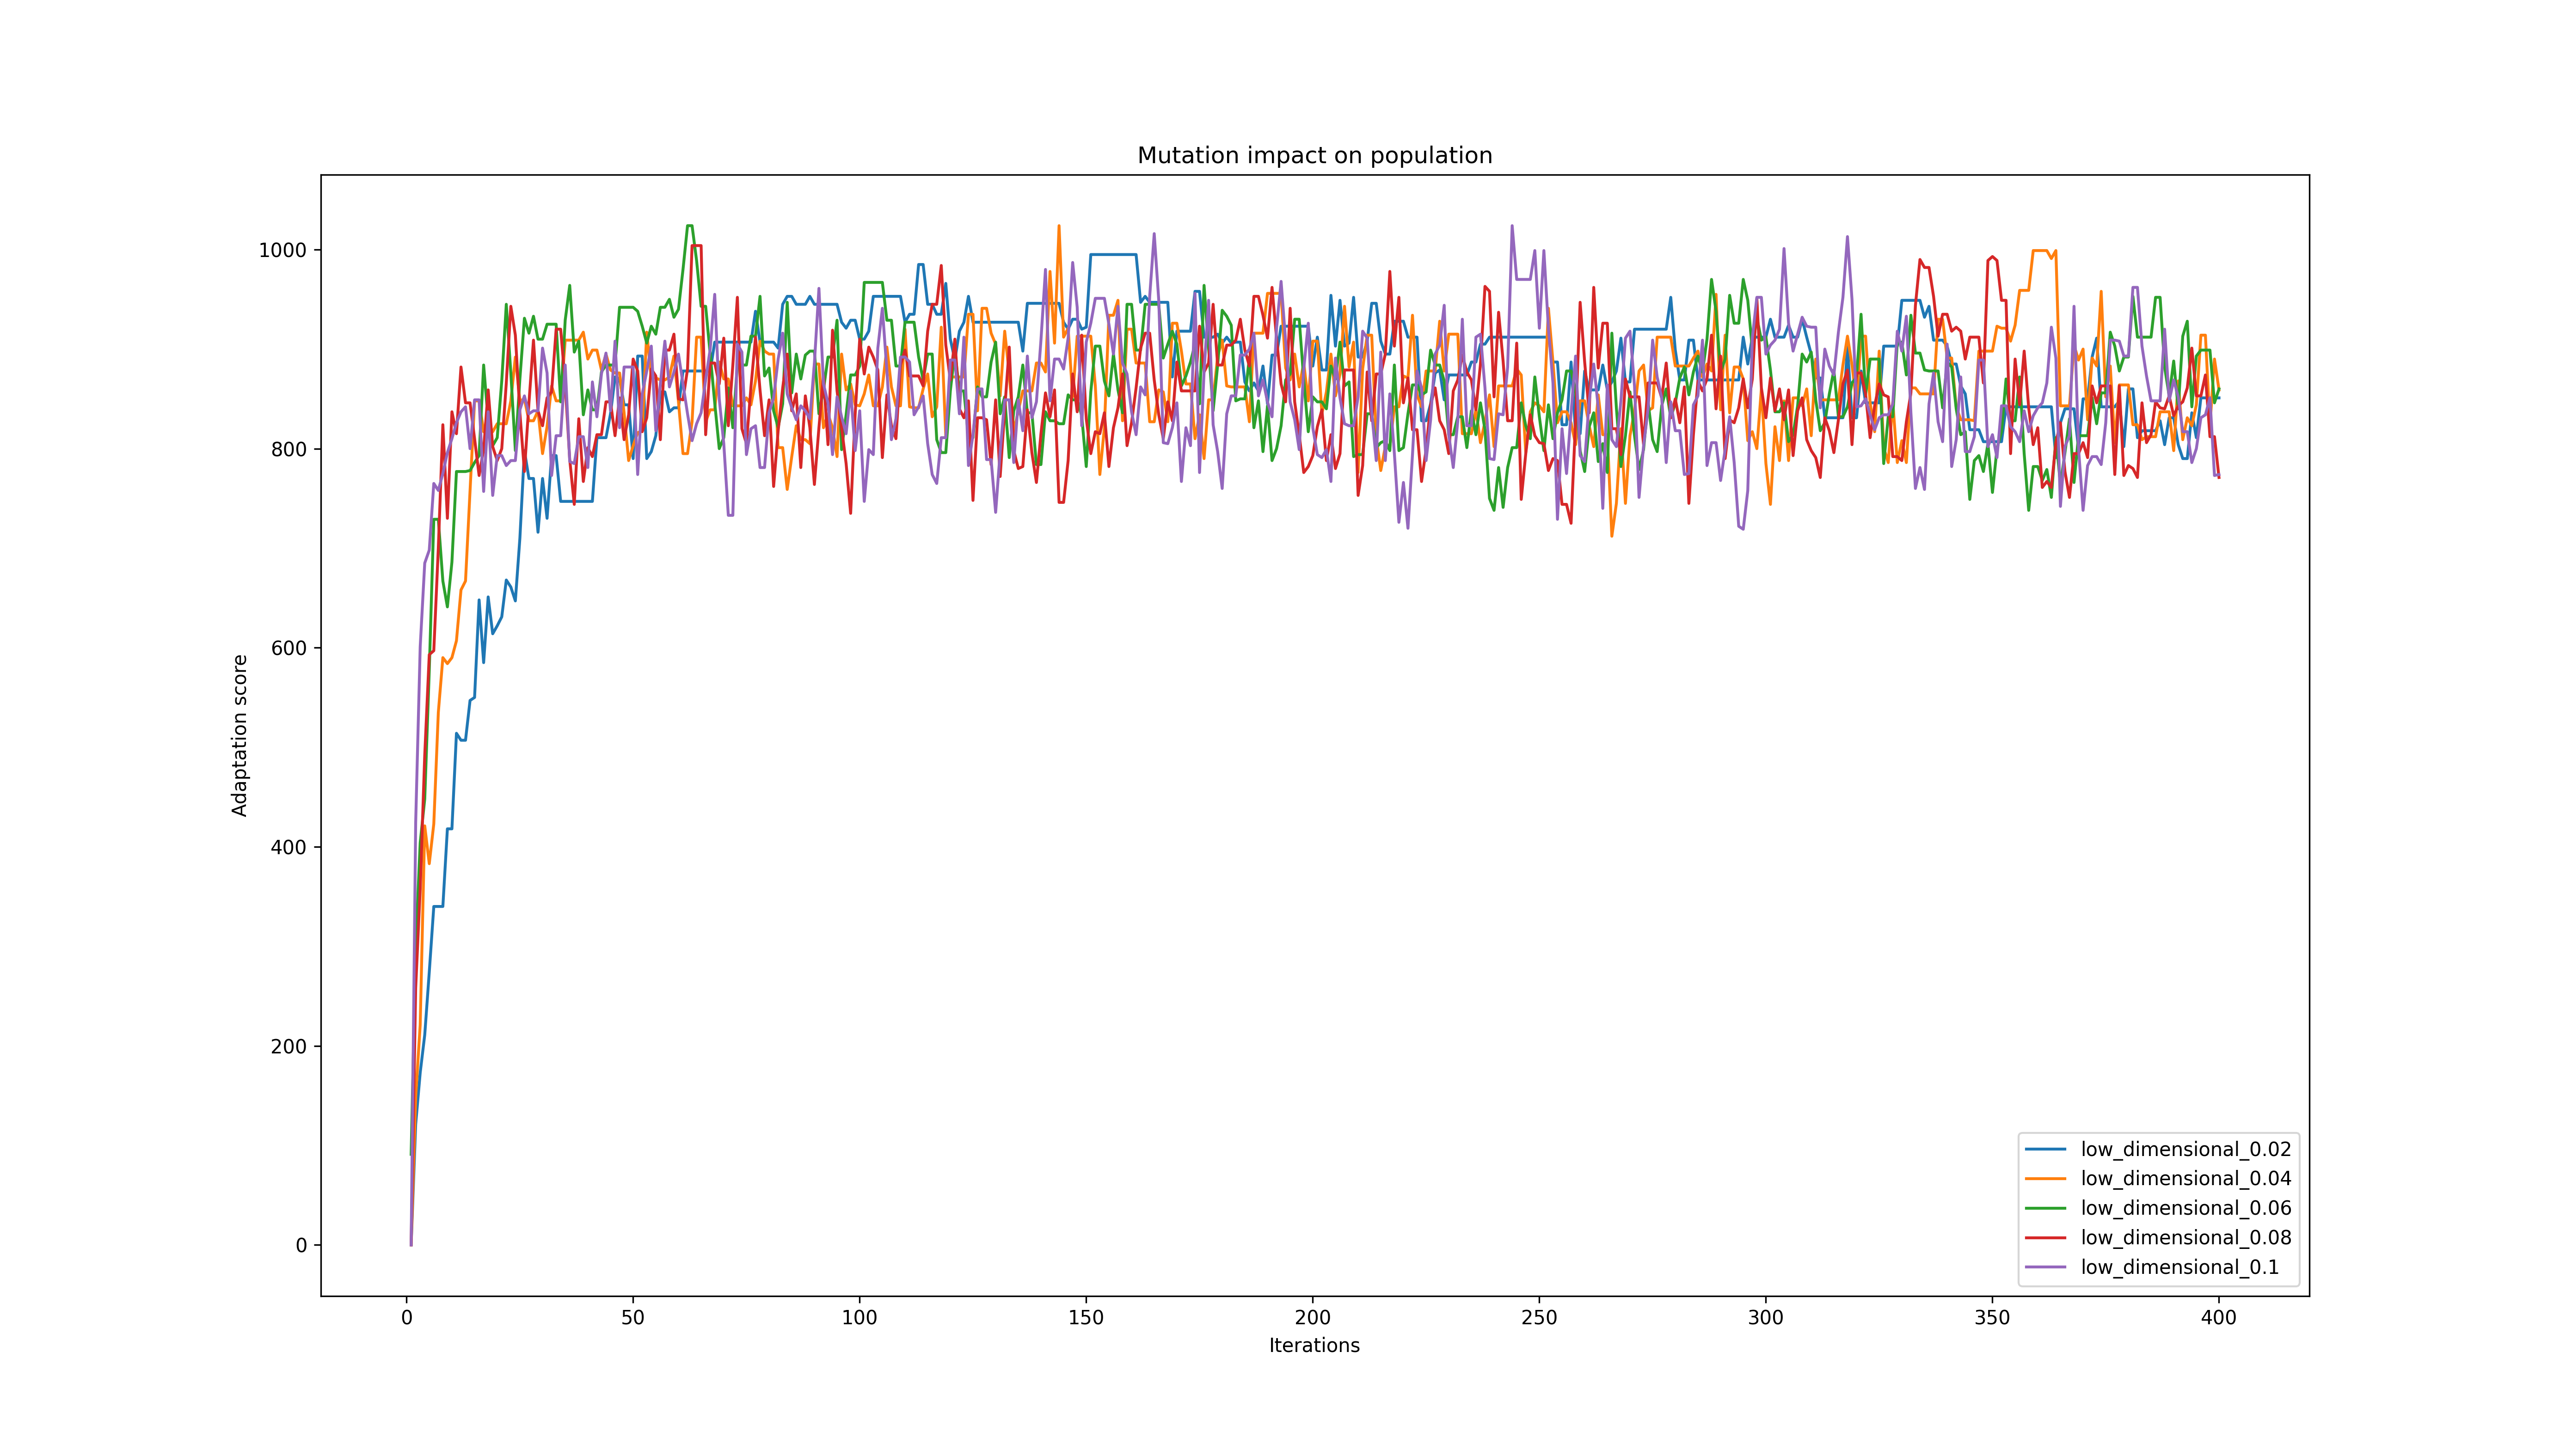 Mutation impact on population
Adaptation score
1000
800
600
400
200
0
0 50 100 150 200 250 300 350 400
Iterations
low_dimensional_0.02
low_dimensional_0.04
low_dimensional_0.06
low_dimensional_0.08
low_dimensional_0.1